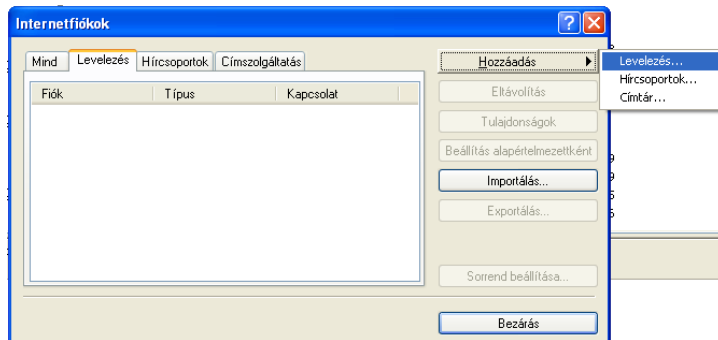 Internetfiókok
Mind Levelezés Hírcsoportok Címszolgáltatás
Fiók Típus Kapcsolat
Hozzáadás
Levelezés...
Hírcsoportok...
Címtár...
Eltávolítás
Tulajdonságok
Beállítás alapértelmezettként
Importálás...
Exportálás...
Sorrend beállítása...
Bezárás